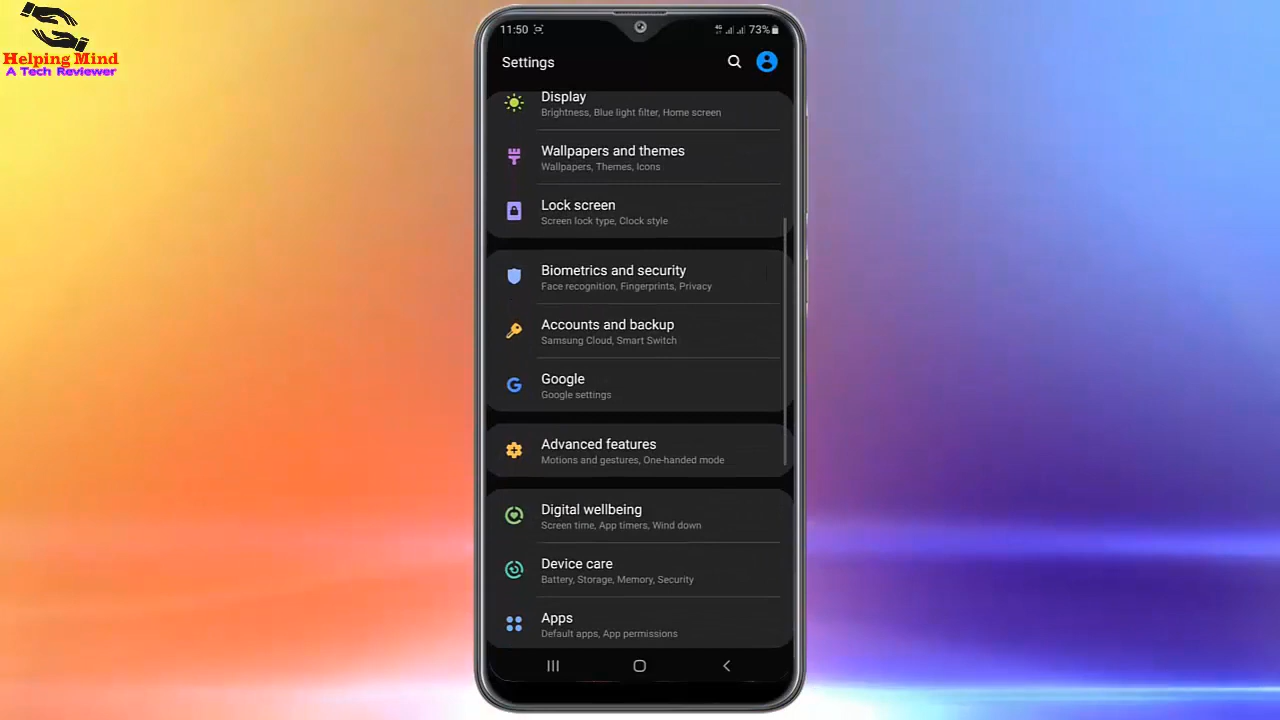 Helping Mind
A Tech Reviewer
11:50
73%
Settings
Display
Brightness, Blue light filter, Home screen
Wallpapers and themes
Wallpapers, Themes, Icons
Lock screen
Screen lock type, Clock style
Biometrics and security
Face recognition, Fingerprints, Privacy
Accounts and backup
Samsung Cloud, Smart Switch
Google
Google settings
Advanced features
Motions and gestures, One-handed mode
Digital wellbeing
Screen time, App timers, Wind down
Device care
Battery, Storage, Memory, Security
Apps
Default apps, App permissions